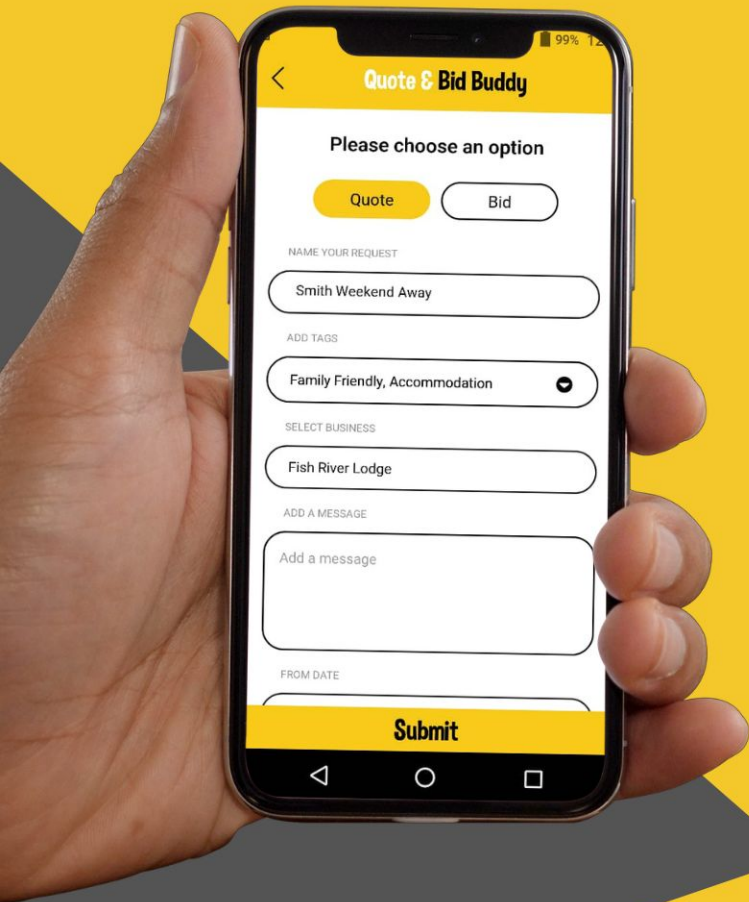 99% 12
Quote & Bid Buddy
Please choose an option
Quote Bid
NAME YOUR REQUEST
Smith Weekend Away
ADD TAGS
Family Friendly, Accommodation
SELECT BUSINESS
Fish River Lodge
ADD A MESSAGE
Add a message
FROM DATE
Submit